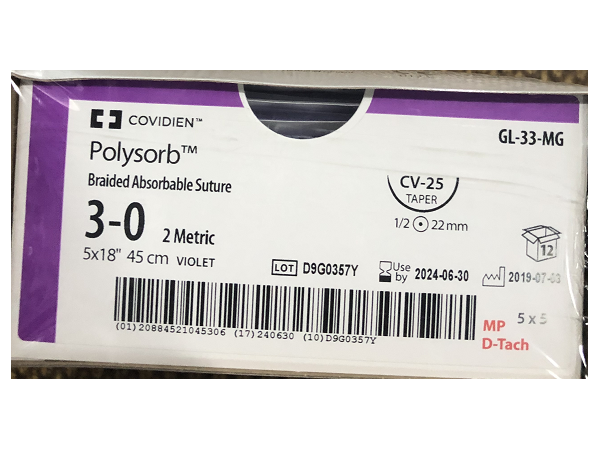 COVIDIEN™
GL-33-MG
Polysorb™
Braided Absorbable Suture
CV-25
TAPER
3-0 2 Metric
1/2 22mm
12
5x18" 45 cm VIOLET
LOT D9G0357Y
Use by 2024-06-30
2019-07-03
5 x 5
MP
D-Tach
(01)20884521045306 (17)240630 (10)D9G0357Y